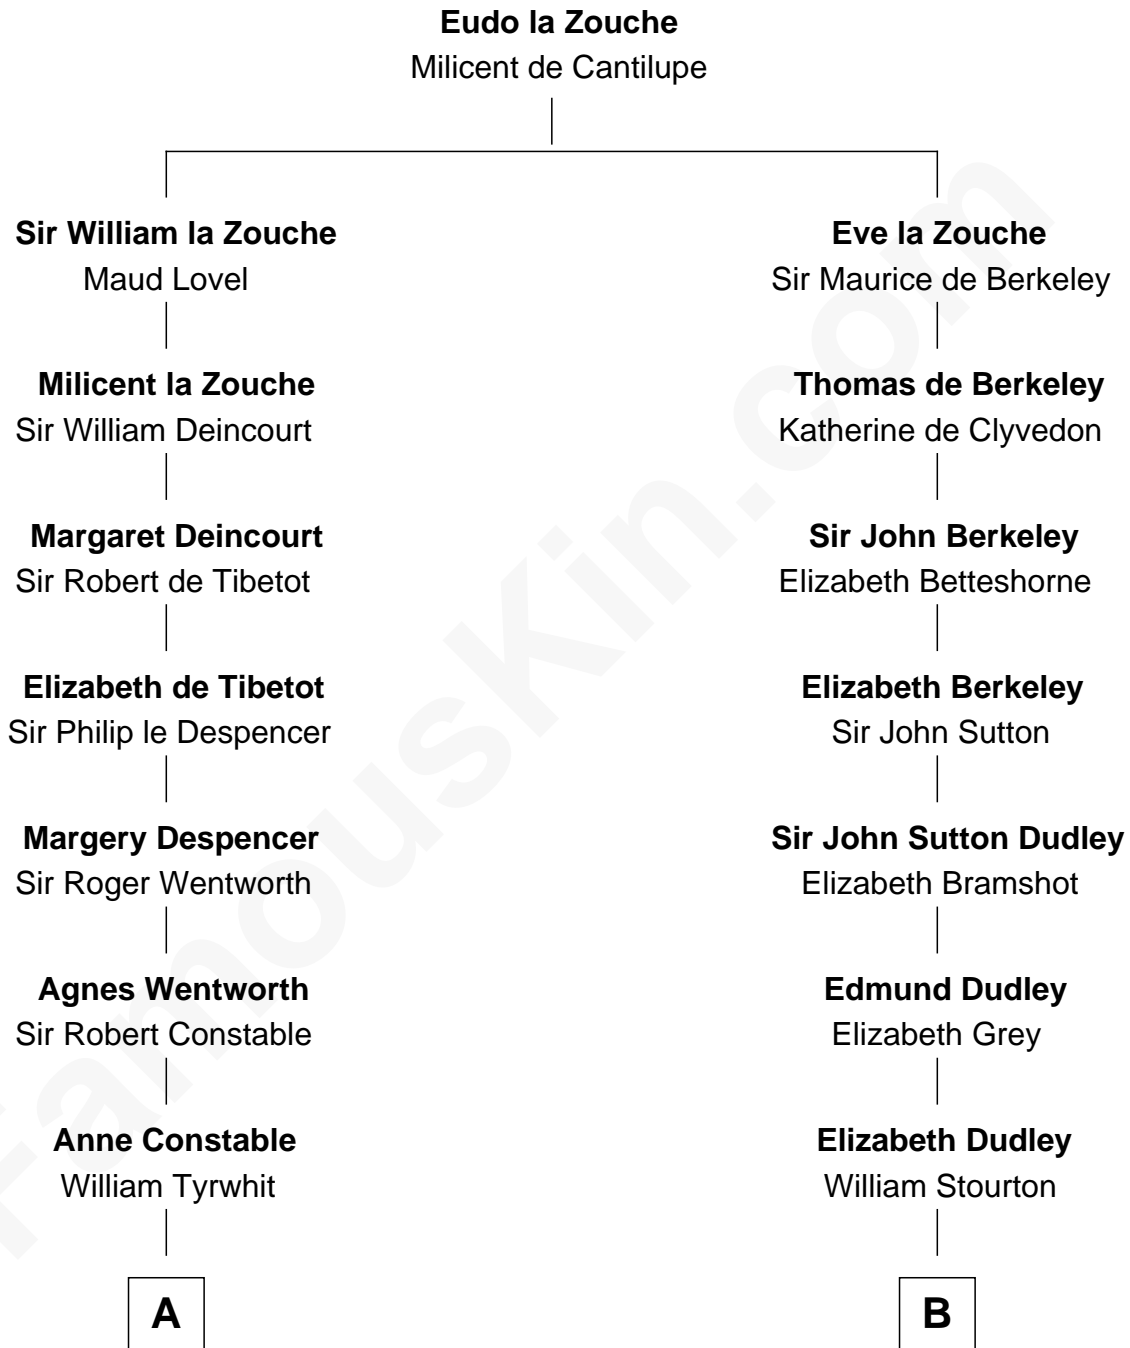 Eudo la Zouche
Milicent de Cantilupe
Sir William la Zouche
Maud Lovel
Milicent la Zouche
Sir William Deincourt
Margaret Deincourt
Sir Robert de Tibetot
Elizabeth de Tibetot
Sir Philip le Despencer
Margery Despencer
Sir Roger Wentworth
Agnes Wentworth
Sir Robert Constable
Anne Constable
William Tyrwhit
A
Eve la Zouche
Sir Maurice de Berkeley
Thomas de Berkeley
Katherine de Clyvedon
Sir John Berkeley
Elizabeth Betteshorne
Elizabeth Berkeley
Sir John Sutton
Sir John Sutton Dudley
Elizabeth Bramshot
Edmund Dudley
Elizabeth Grey
Elizabeth Dudley
William Stourton
B
FamousKin.com